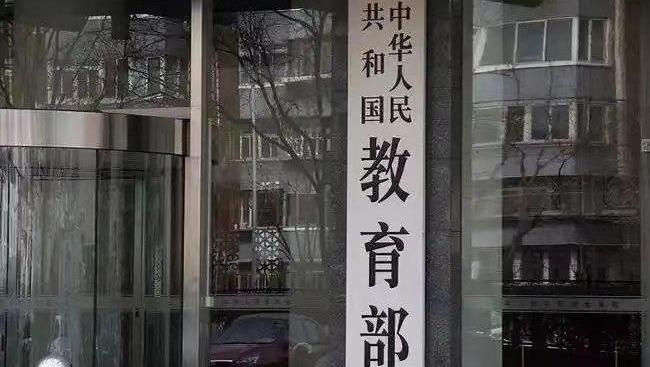 中华人民
共和国
教育部